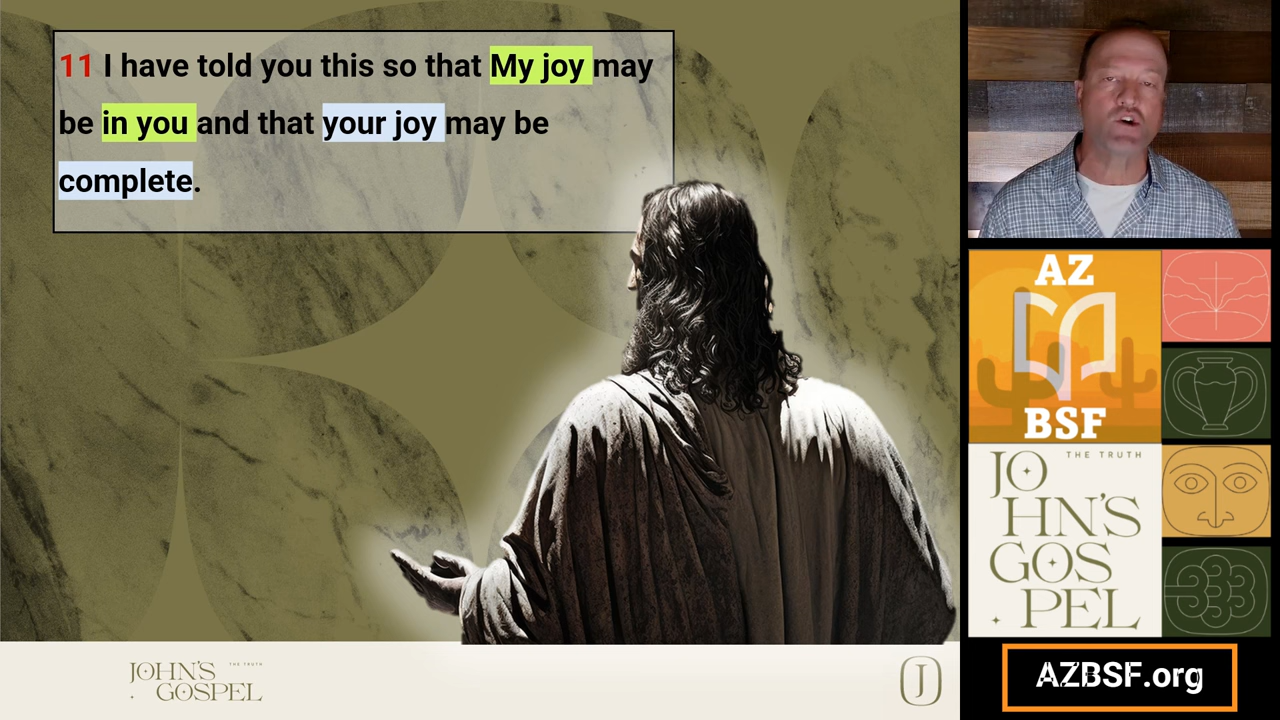 11 I have told you this so that My joy may
be in you and that your joy may be
complete.
JOHN'S THE TRUTH
GOSPEL
J
AZ
BSF
JO THE TRUTH
HN'S
GOS
PEL
AZBSF.org